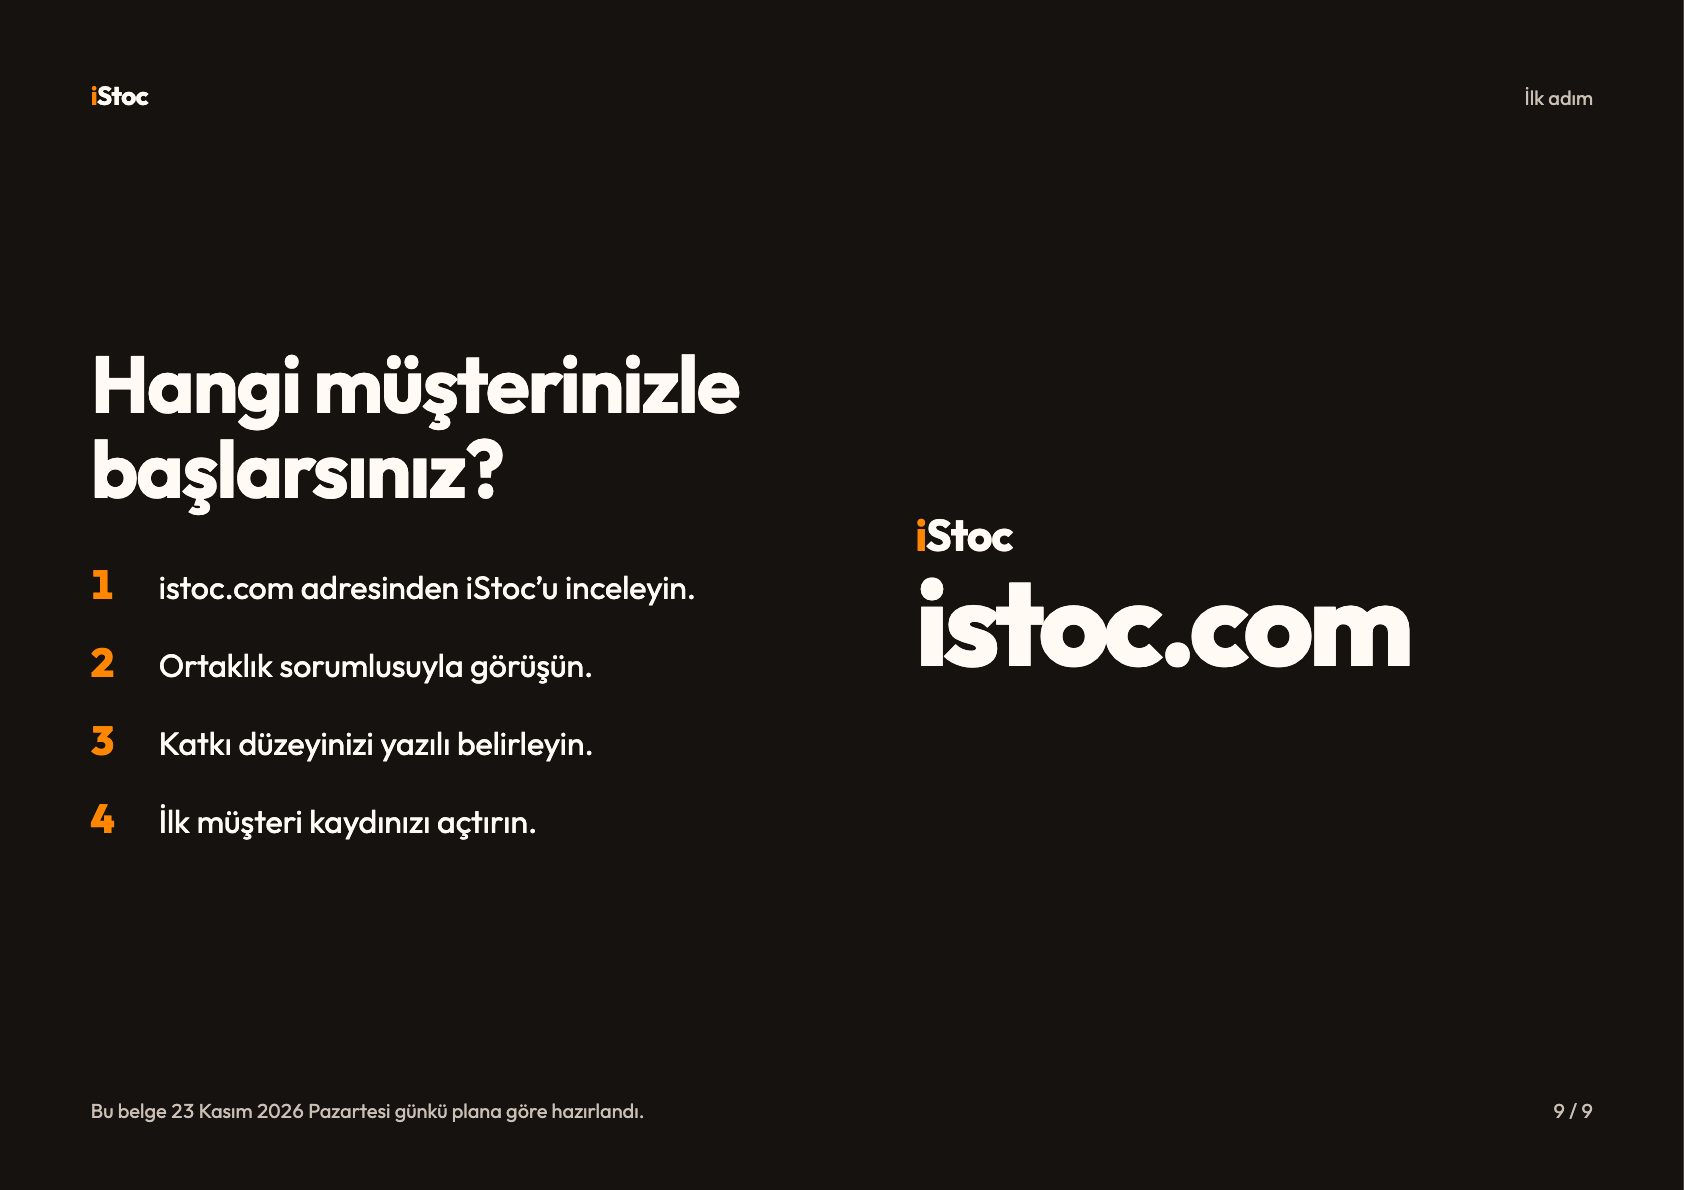 iStoc
İlk adım
Hangi müşterinizle
başlarsınız?
1 istoc.com adresinden iStoc’u inceleyin.
2 Ortaklık sorumlusuyla görüşün.
3 Katkı düzeyinizi yazılı belirleyin.
4 İlk müşteri kaydınızı açtırın.
iStoc
istoc.com
Bu belge 23 Kasım 2026 Pazartesi günkü plana göre hazırlandı.
9 / 9